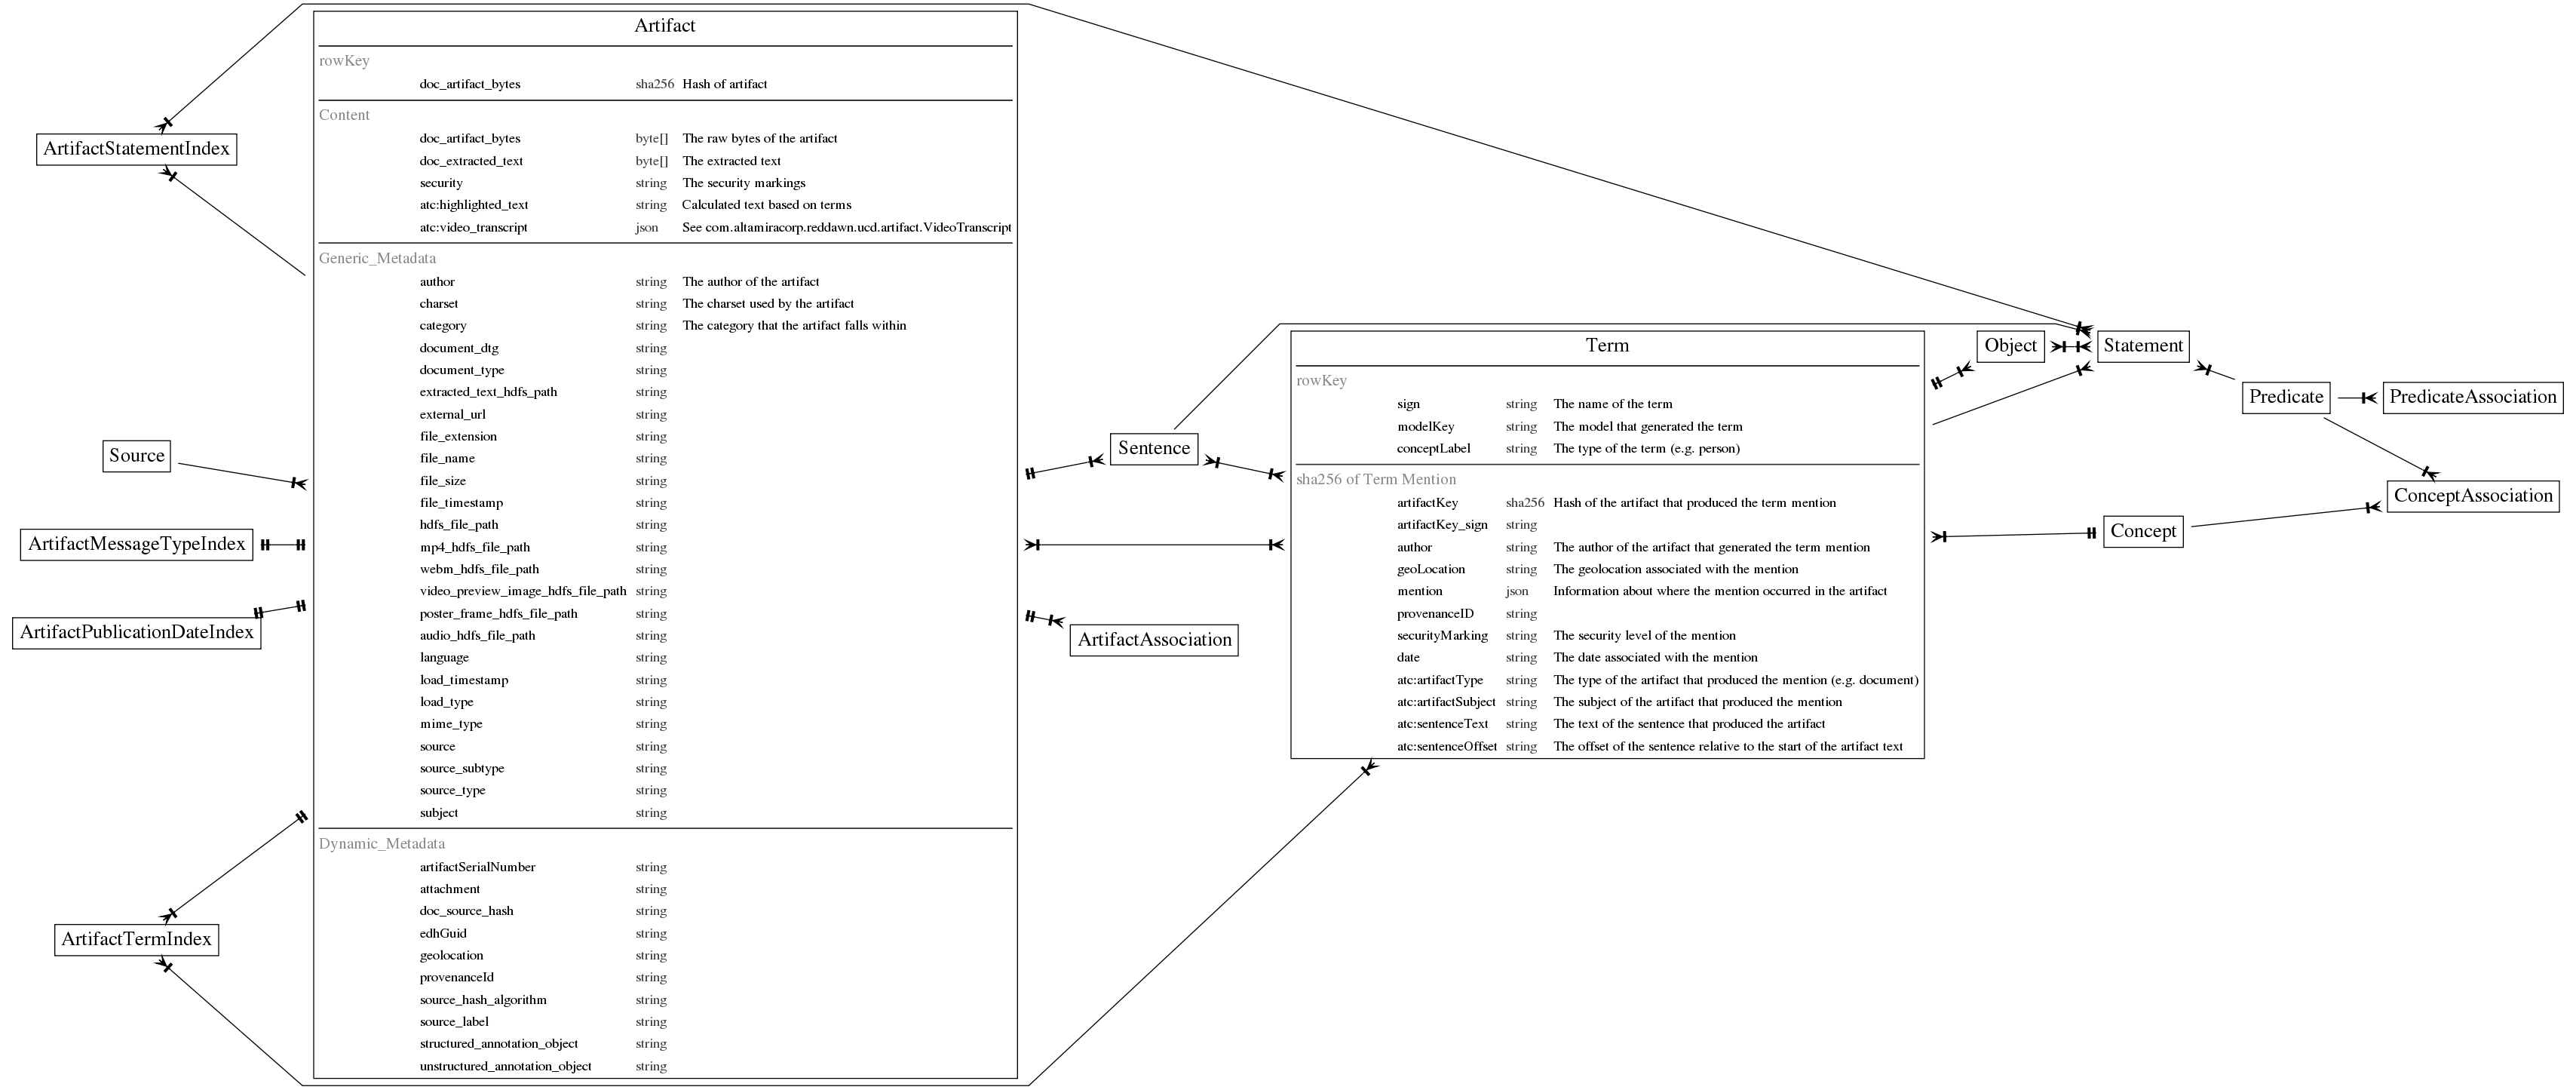 Artifact
rowKey
doc_artifact_bytes sha256 Hash of artifact
Content
doc_artifact_bytes byte[] The raw bytes of the artifact
doc_extracted_text byte[] The extracted text
security string The security markings
atc:highlighted_text string Calculated text based on terms
atc:video_transcript json See com.altamiracorp.reddawn.ucd.artifact.VideoTranscript
Generic_Metadata
author string The author of the artifact
charset string The charset used by the artifact
category string The category that the artifact falls within
document_dtg string
document_type string
extracted_text_hdfs_path string
external_url string
file_extension string
file_name string
file_size string
file_timestamp string
hdfs_file_path string
mp4_hdfs_file_path string
webm_hdfs_file_path string
video_preview_image_hdfs_file_path string
poster_frame_hdfs_file_path string
audio_hdfs_file_path string
language string
load_timestamp string
load_type string
mime_type string
source string
source_subtype string
source_type string
subject string
Dynamic_Metadata
artifactSerialNumber string
attachment string
doc_source_hash string
edhGuid string
geolocation string
provenanceId string
source_hash_algorithm string
source_label string
structured_annotation_object string
unstructured_annotation_object string
ArtifactStatementIndex
Source
ArtifactMessageTypeIndex
ArtifactPublicationDateIndex
ArtifactTermIndex
Sentence
ArtifactAssociation
Term
rowKey
sign string The name of the term
modelKey string The model that generated the term
conceptLabel string The type of the term (e.g. person)
sha256 of Term Mention
artifactKey sha256 Hash of the artifact that produced the term mention
artifactKey_sign string
author string The author of the artifact that generated the term mention
geoLocation string The geolocation associated with the mention
mention json Information about where the mention occurred in the artifact
provenanceID string
securityMarking string The security level of the mention
date string The date associated with the mention
atc:artifactType string The type of the artifact that produced the mention (e.g. document)
atc:artifactSubject string The subject of the artifact that produced the mention
atc:sentenceText string The text of the sentence that produced the artifact
atc:sentenceOffset string The offset of the sentence relative to the start of the artifact text
Object
Statement
Predicate
PredicateAssociation
ConceptAssociation
Concept